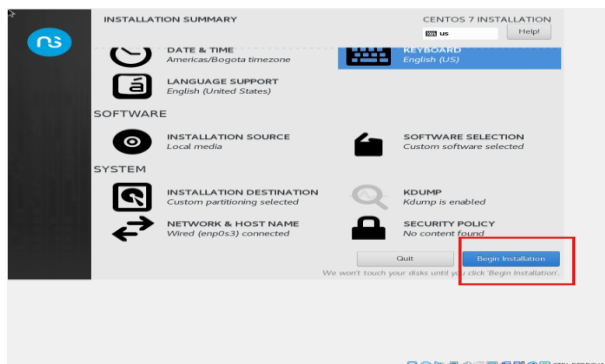 INSTALLATION SUMMARY
CENTOS 7 INSTALLATION
us
Help!
DATE & TIME
Americas/Bogota timezone
KEYBOARD
English (US)
LANGUAGE SUPPORT
English (United States)
SOFTWARE
INSTALLATION SOURCE
Local media
SOFTWARE SELECTION
Custom software selected
SYSTEM
INSTALLATION DESTINATION
Custom partitioning selected
KDUMP
Kdump is enabled
NETWORK & HOST NAME
Wired (enp0s3) connected
SECURITY POLICY
No content found
Quit
Begin Installation
We won't touch your disks until you click 'Begin Installation'.